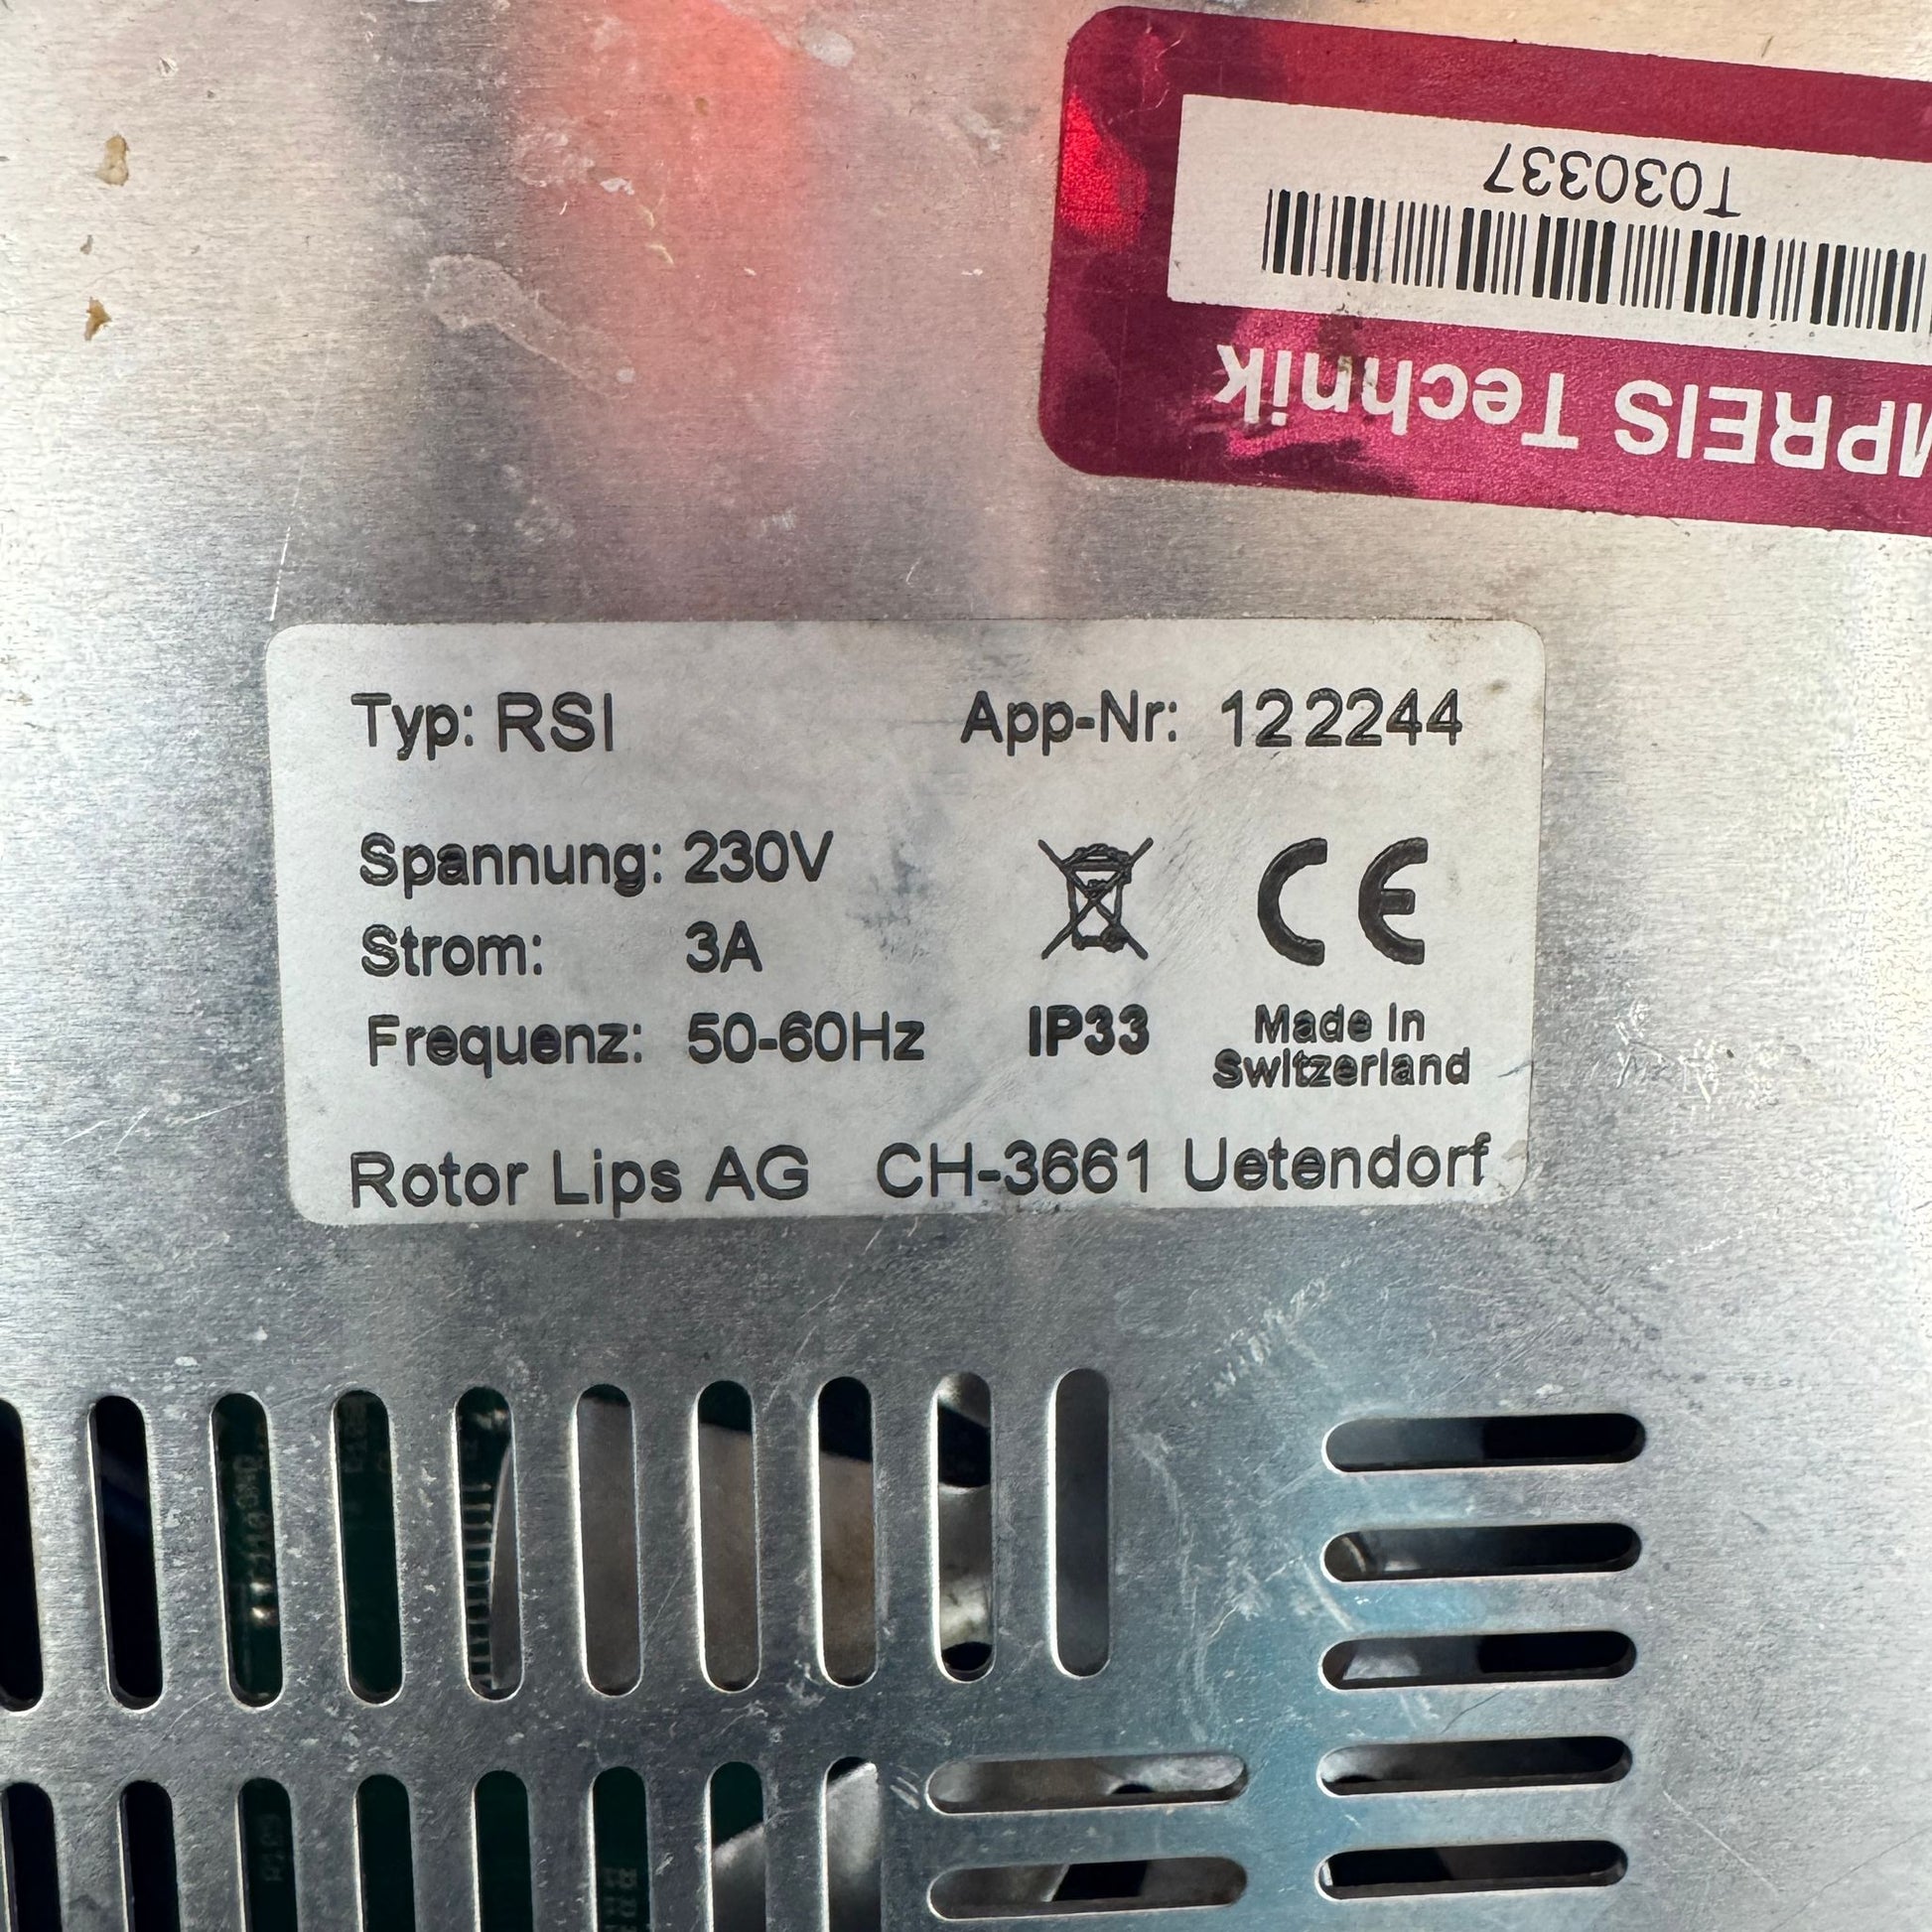 T030337
MPREIS Technik
Typ: RSI App-Nr: 122244
Spannung: 230V
Strom: 3A
Frequenz: 50-60Hz IP33
Made in
Switzerland
CE
Rotor Lips AG CH-3661 Uetendorf